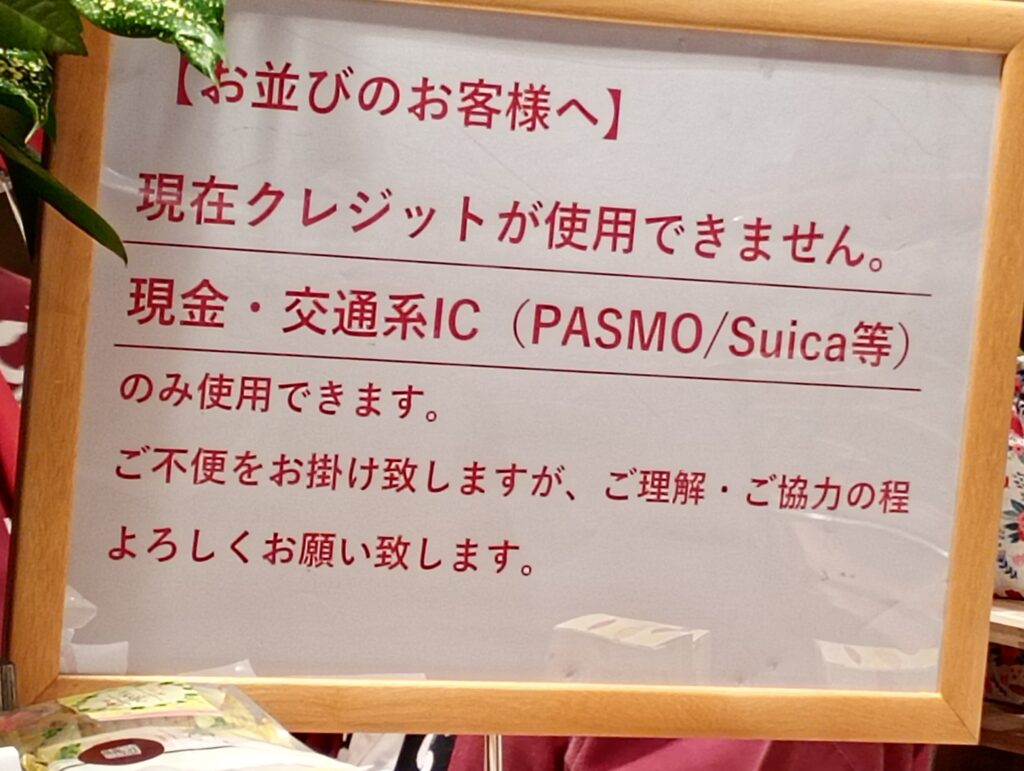 【お並びのお客様へ】
現在クレジットが使用できません。
現金・交通系IC（PASMO/Suica等）
のみ使用できます。
ご不便をお掛け致しますが、ご理解・ご協力の程
よろしくお願い致します。